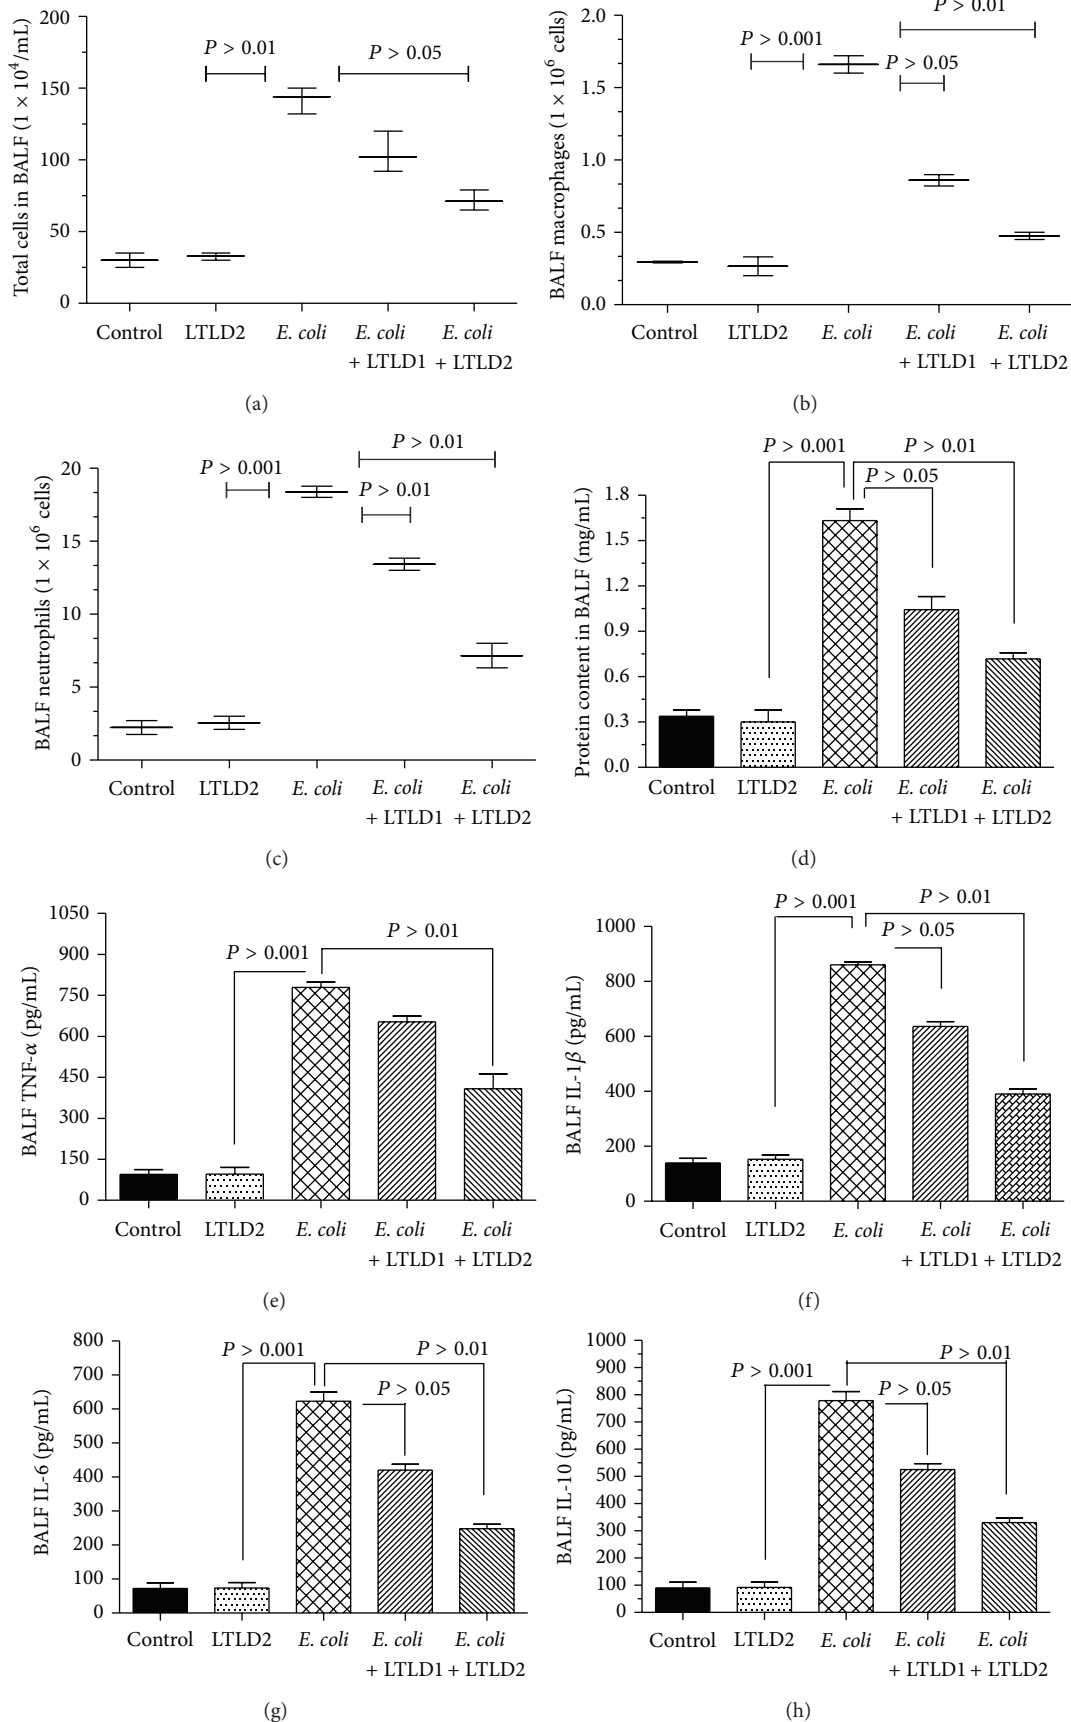 Total cells in BALF (1 × 10⁴/mL)
200
150
100
50
0
P > 0.01
P > 0.05
Control
LTLD2
E. coli
E. coli
+ LTLD1
E. coli
+ LTLD2
(a)
BALF macrophages (1 × 10⁶ cells)
2.0
1.5
1.0
0.5
0.0
P > 0.01
P > 0.001
P > 0.05
Control
LTLD2
E. coli
E. coli
+ LTLD1
E. coli
+ LTLD2
(b)
BALF neutrophils (1 × 10⁶ cells)
20
15
10
5
0
P > 0.01
P > 0.001
P > 0.01
Control
LTLD2
E. coli
E. coli
+ LTLD1
E. coli
+ LTLD2
(c)
Protein content in BALF (mg/mL)
1.8
1.5
1.2
0.9
0.6
0.3
0.0
P > 0.001
P > 0.01
P > 0.05
Control
LTLD2
E. coli
E. coli
+ LTLD1
E. coli
+ LTLD2
(d)
BALF TNF-α (pg/mL)
1050
900
750
600
450
300
150
0
P > 0.001
P > 0.01
Control
LTLD2
E. coli
E. coli
+ LTLD1
E. coli
+ LTLD2
(e)
BALF IL-1β (pg/mL)
1000
800
600
400
200
0
P > 0.001
P > 0.01
P > 0.05
Control
LTLD2
E. coli
E. coli
+ LTLD1
E. coli
+ LTLD2
(f)
BALF IL-6 (pg/mL)
800
700
600
500
400
300
200
100
0
P > 0.001
P > 0.01
P > 0.05
Control
LTLD2
E. coli
E. coli
+ LTLD1
E. coli
+ LTLD2
(g)
BALF IL-10 (pg/mL)
1000
900
800
700
600
500
400
300
200
100
0
P > 0.001
P > 0.01
P > 0.05
Control
LTLD2
E. coli
E. coli
+ LTLD1
E. coli
+ LTLD2
(h)